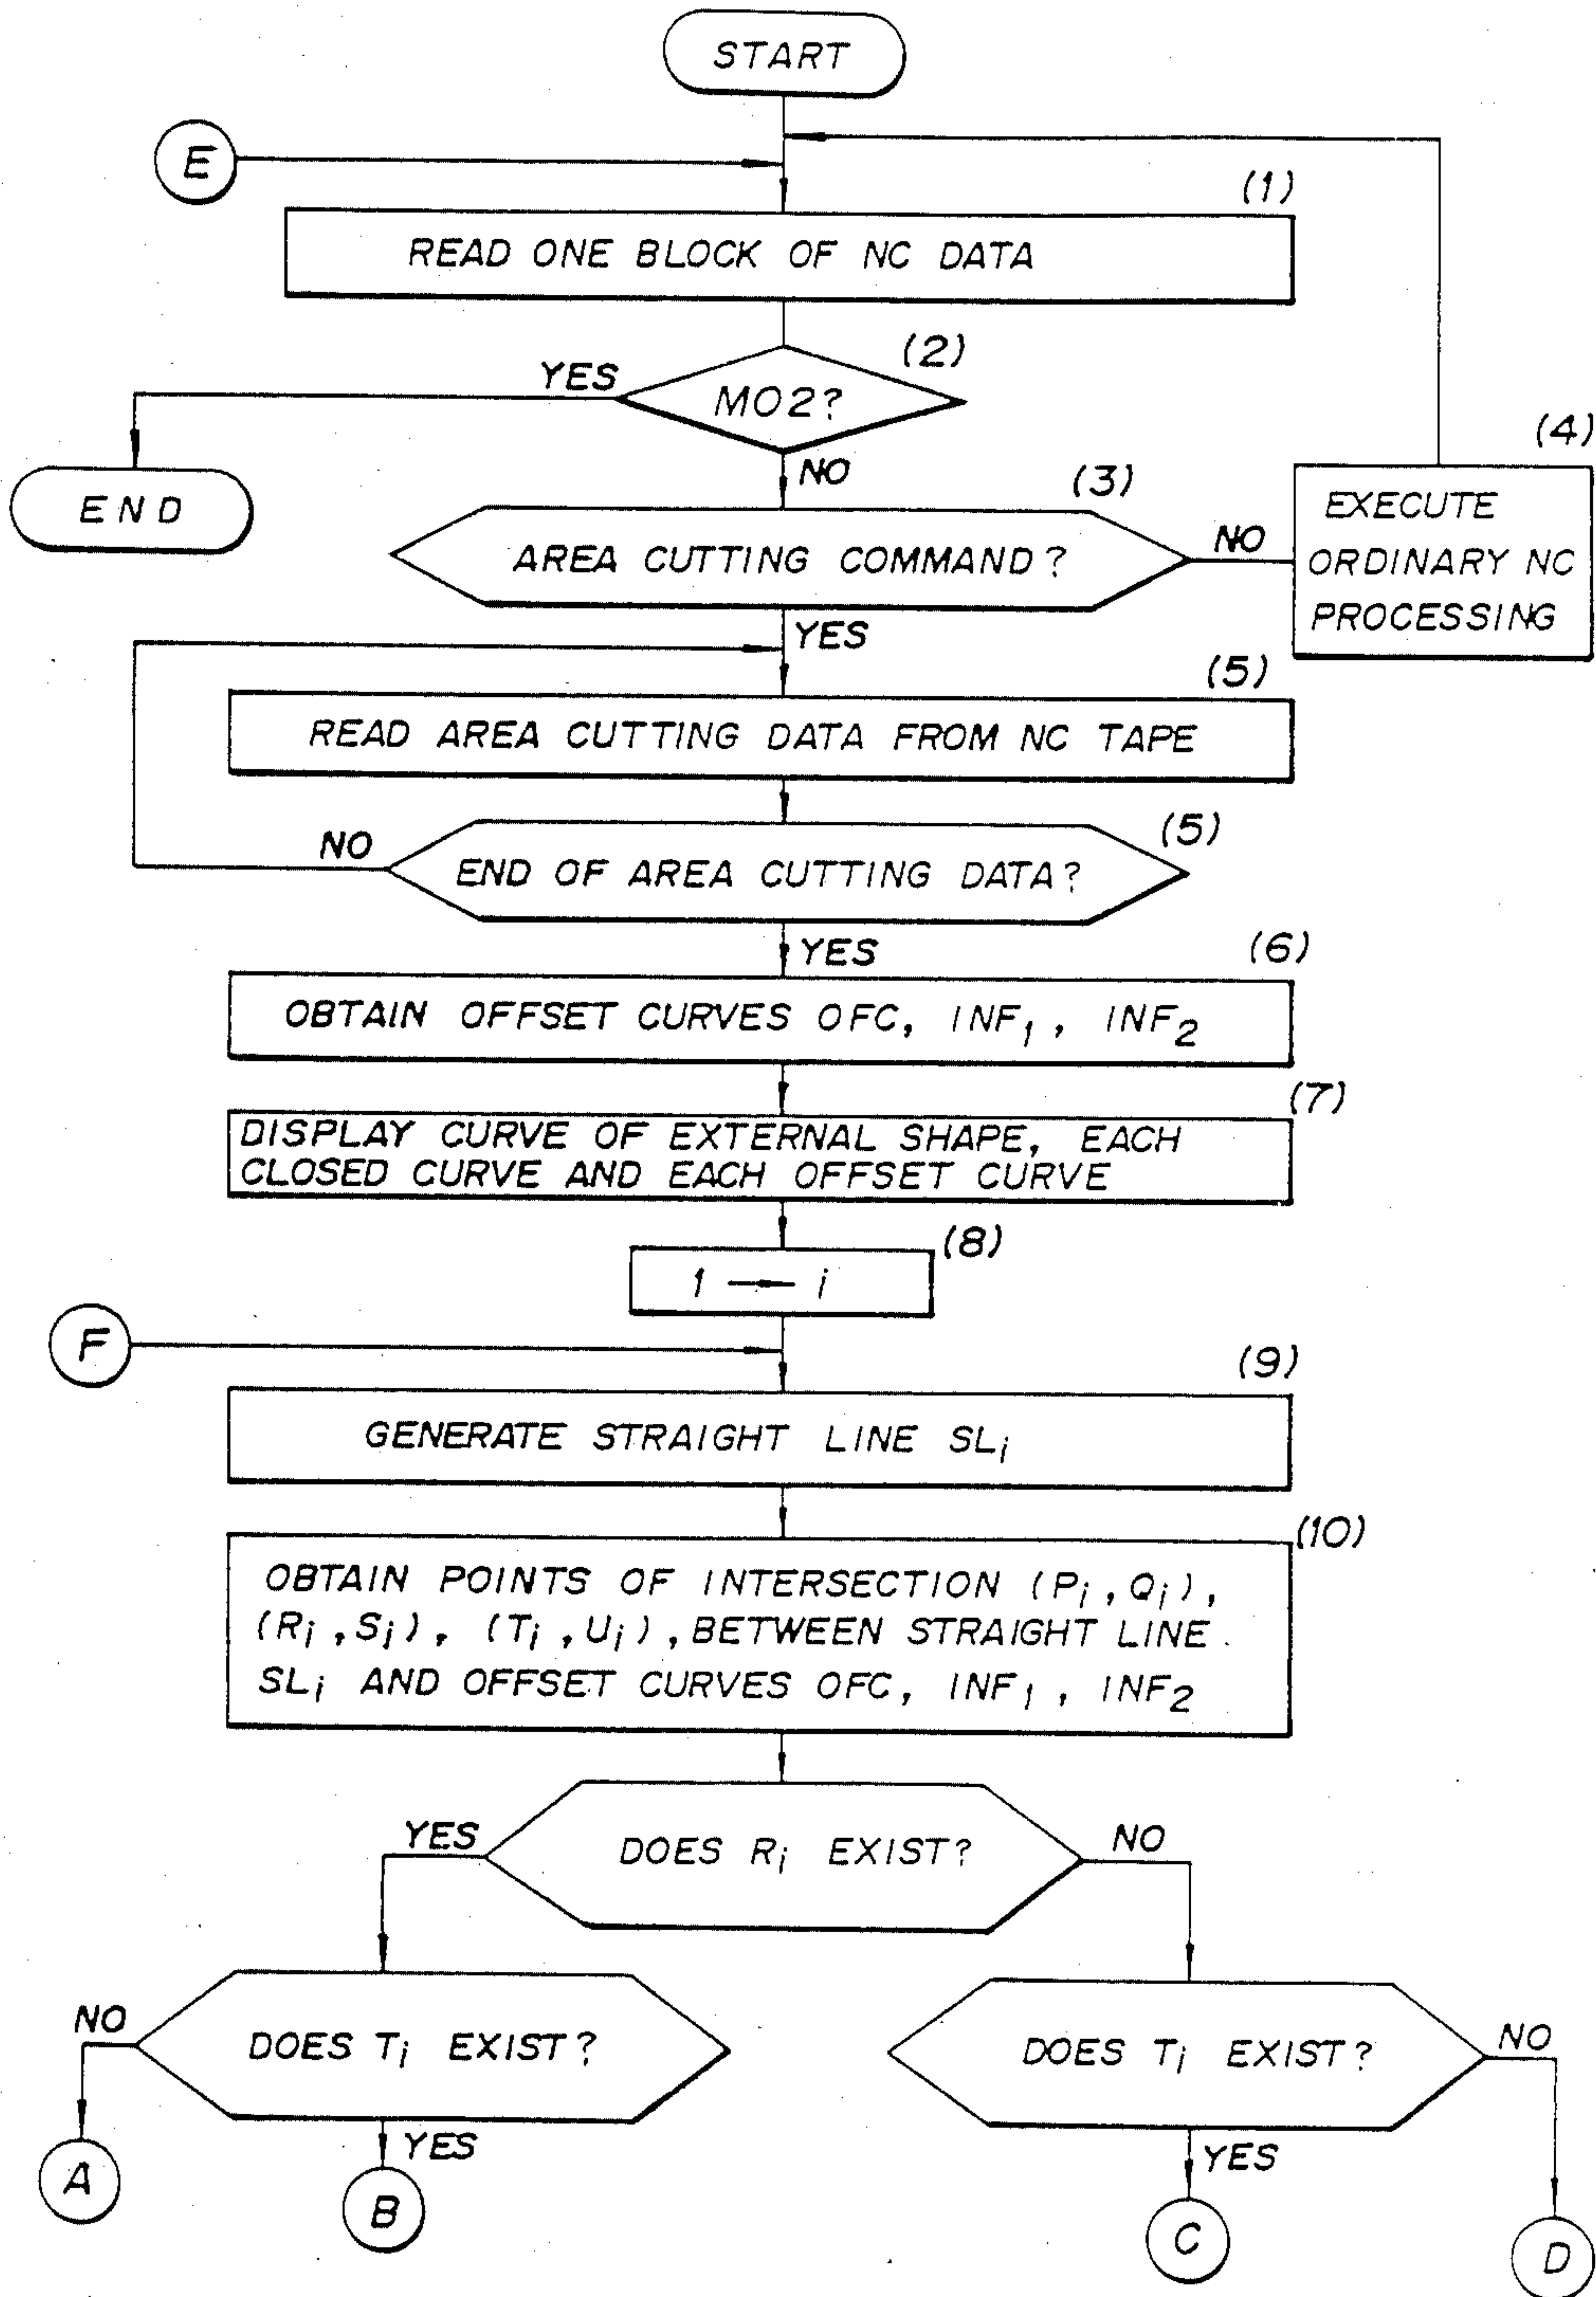 START
E
(1)
READ ONE BLOCK OF NC DATA
(2)
YES
M02?
NO
(4)
END
(3)
EXECUTE
ORDINARY NC
PROCESSING
AREA CUTTING COMMAND?
NO
YES
(5)
READ AREA CUTTING DATA FROM NC TAPE
(5)
NO
END OF AREA CUTTING DATA?
YES
(6)
OBTAIN OFFSET CURVES OFC, INF₁, INF₂
(7)
DISPLAY CURVE OF EXTERNAL SHAPE, EACH
CLOSED CURVE AND EACH OFFSET CURVE
(8)
1 → i
F
(9)
GENERATE STRAIGHT LINE SLᵢ
(10)
OBTAIN POINTS OF INTERSECTION (Pᵢ, Qᵢ),
(Rᵢ, Sᵢ), (Tᵢ, Uᵢ), BETWEEN STRAIGHT LINE
SLᵢ AND OFFSET CURVES OFC, INF₁, INF₂
YES
DOES Rᵢ EXIST?
NO
NO
DOES Tᵢ EXIST?
DOES Tᵢ EXIST?
NO
YES
YES
A
B
C
D